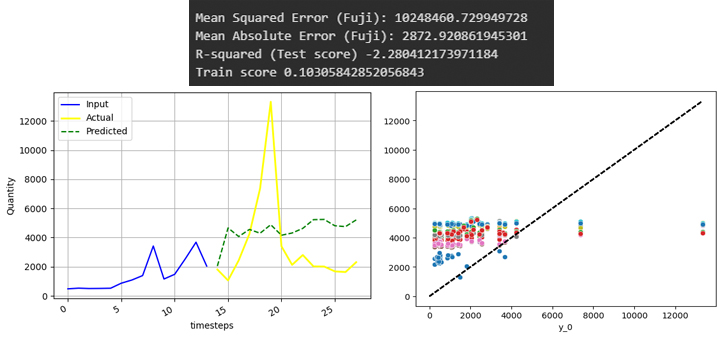 Mean Squared Error (Fuji): 10248460.729949728
Mean Absolute Error (Fuji): 2872.920861945301
R-squared (Test score) -2.280412173971184
Train score 0.10305842852056843
Input
Actual
Predicted
12000
10000
8000
6000
4000
2000
0
Quantity
0
5
10
15
20
25
timesteps
12000
10000
8000
6000
4000
2000
0
0
2000
4000
6000
8000
10000
12000
y_0